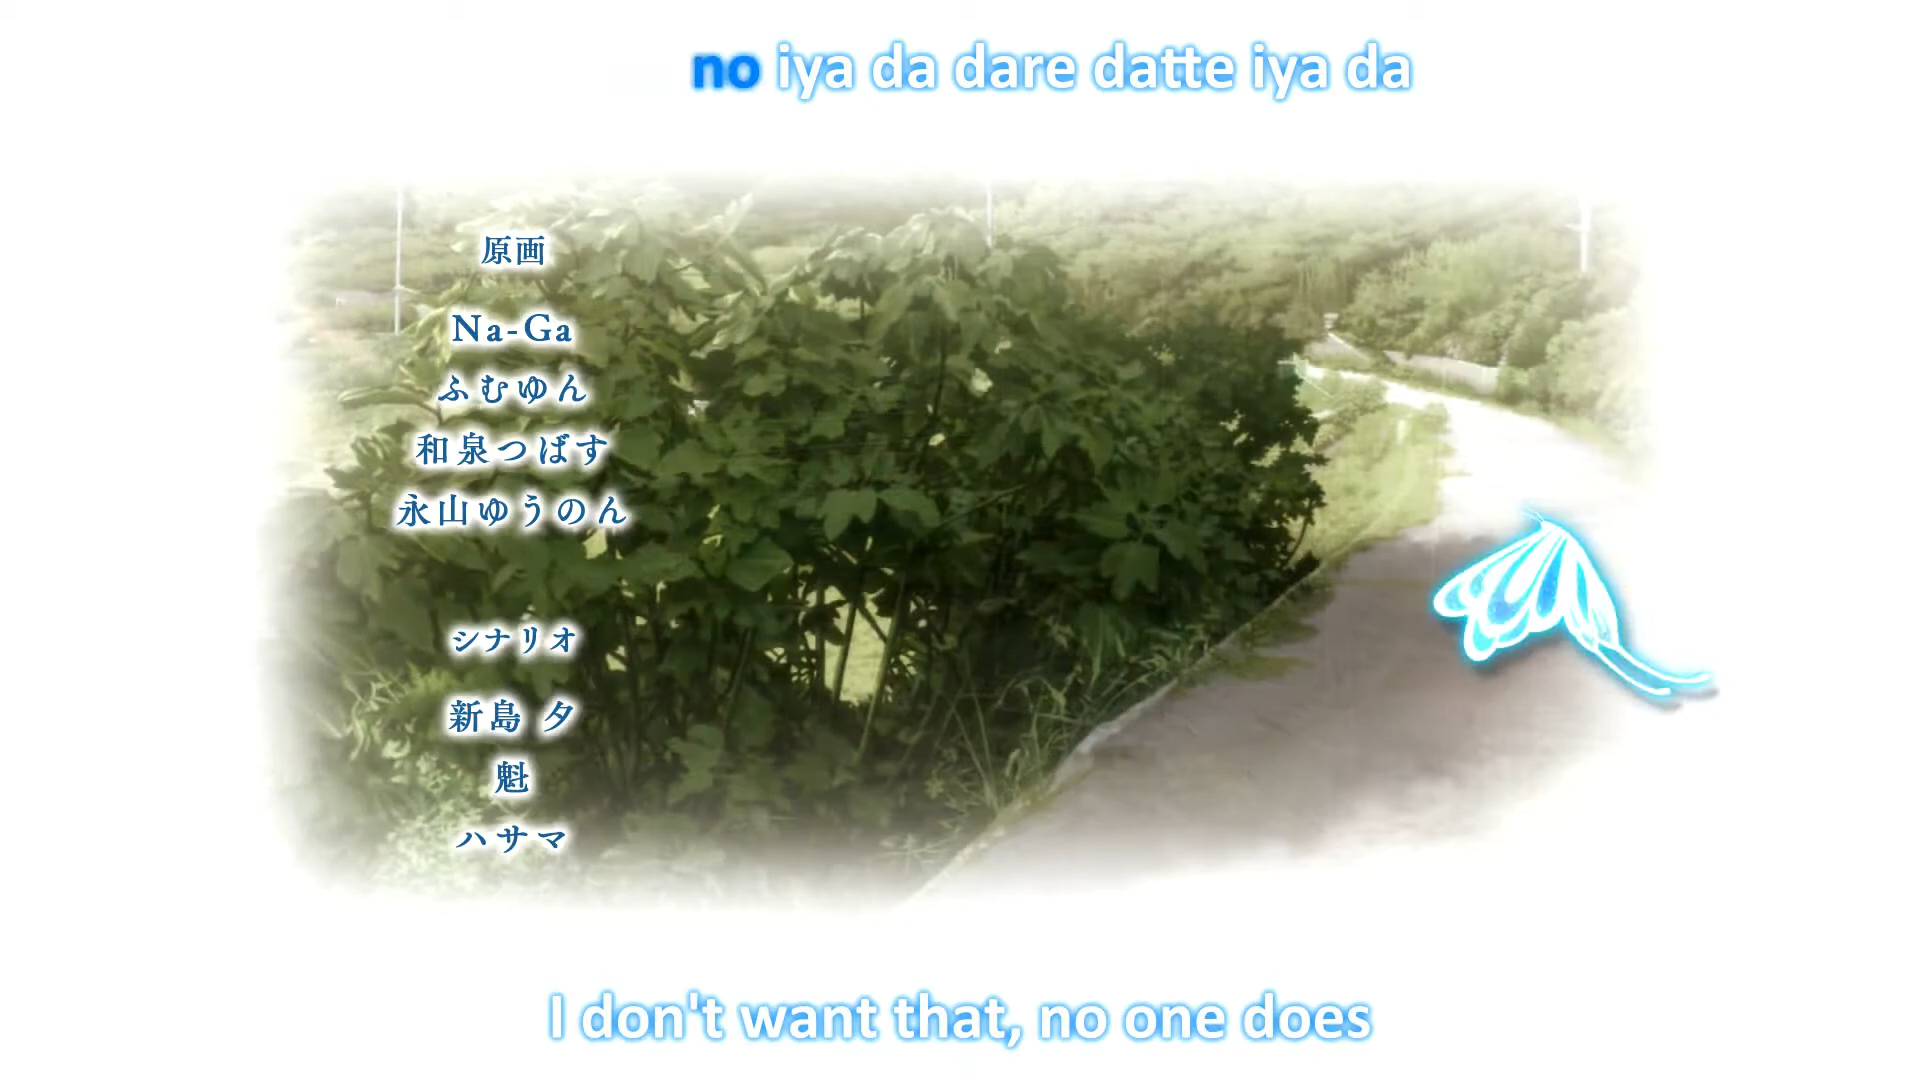 no iya da dare datte iya da
原画
Na-Ga
ふむゆん
和泉つばす
永山ゆうのん
シナリオ
新島 夕
魁
ハサマ
I don't want that, no one does